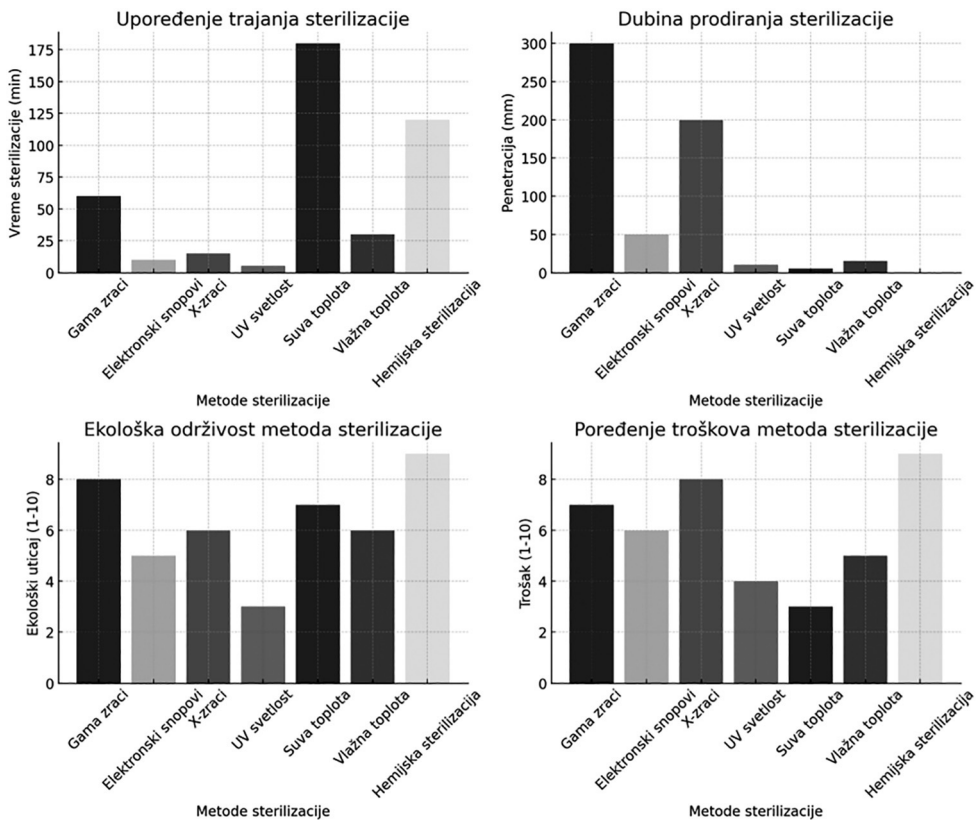 Upoređenje trajanja sterilizacije
Vreme sterilizacije (min)
175
150
125
100
75
50
25
0
Gama zraci
Elektronski snopovi
X-zraci
UV svetlost
Suva toplota
Vlažna toplota
Hemijska sterilizacija
Metode sterilizacije
Dubina prodiranja sterilizacije
Penetracija (mm)
300
250
200
150
100
50
0
Gama zraci
Elektronski snopovi
X-zraci
UV svetlost
Suva toplota
Vlažna toplota
Hemijska sterilizacija
Metode sterilizacije
Ekološka održivost metoda sterilizacije
Ekološki uticaj (1-10)
8
6
4
2
0
Gama zraci
Elektronski snopovi
X-zraci
UV svetlost
Suva toplota
Vlažna toplota
Hemijska sterilizacija
Metode sterilizacije
Poređenje troškova metoda sterilizacije
Trošak (1-10)
8
6
4
2
0
Gama zraci
Elektronski snopovi
X-zraci
UV svetlost
Suva toplota
Vlažna toplota
Hemijska sterilizacija
Metode sterilizacije